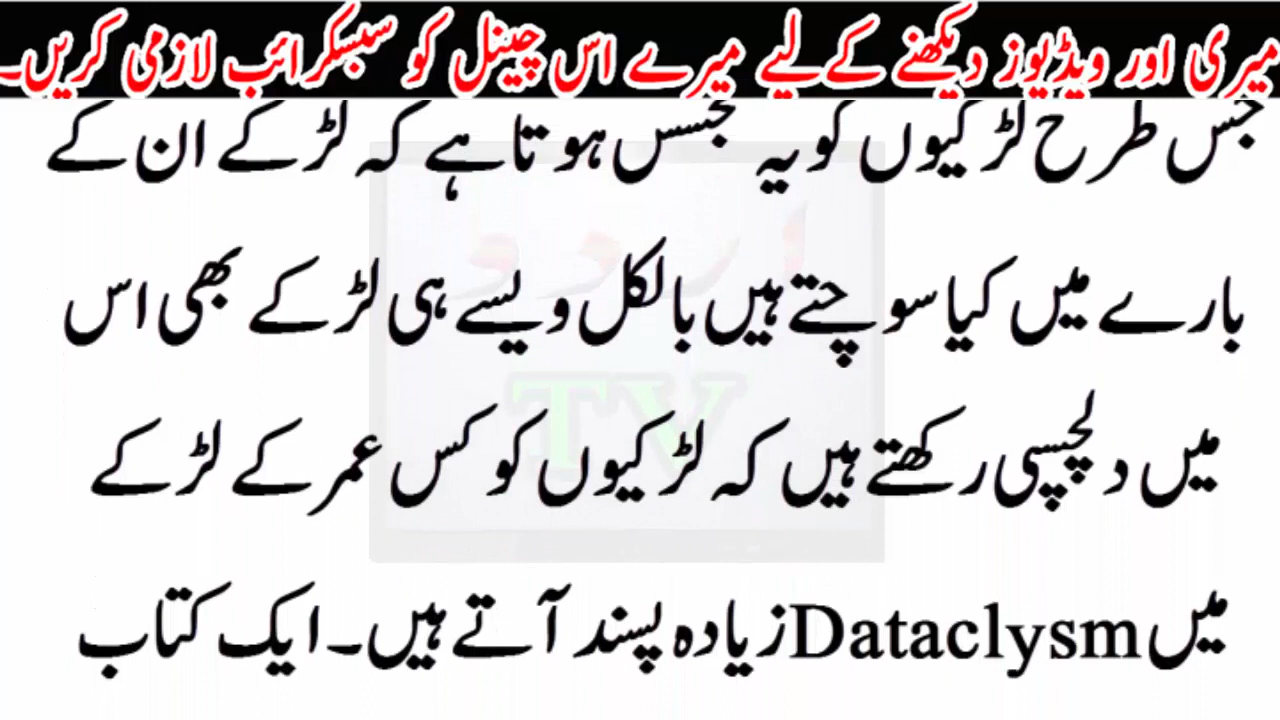 میری اور ویڈیوز دیکھنے کے لیے میرے اس چینل کو سبسکرائب لازمی کریں۔
جس طرح لڑکیوں کو یہ تجسس ہوتا ہے کہ لڑکے ان کے
بارے میں کیا سوچتے ہیں بالکل ویسے ہی لڑکے بھی اس
میں دلچسپی رکھتے ہیں کہ لڑکیوں کو کس عمر کے لڑکے
میں Dataclysm زیادہ پسند آتے ہیں۔ ایک کتاب
اردو
TV